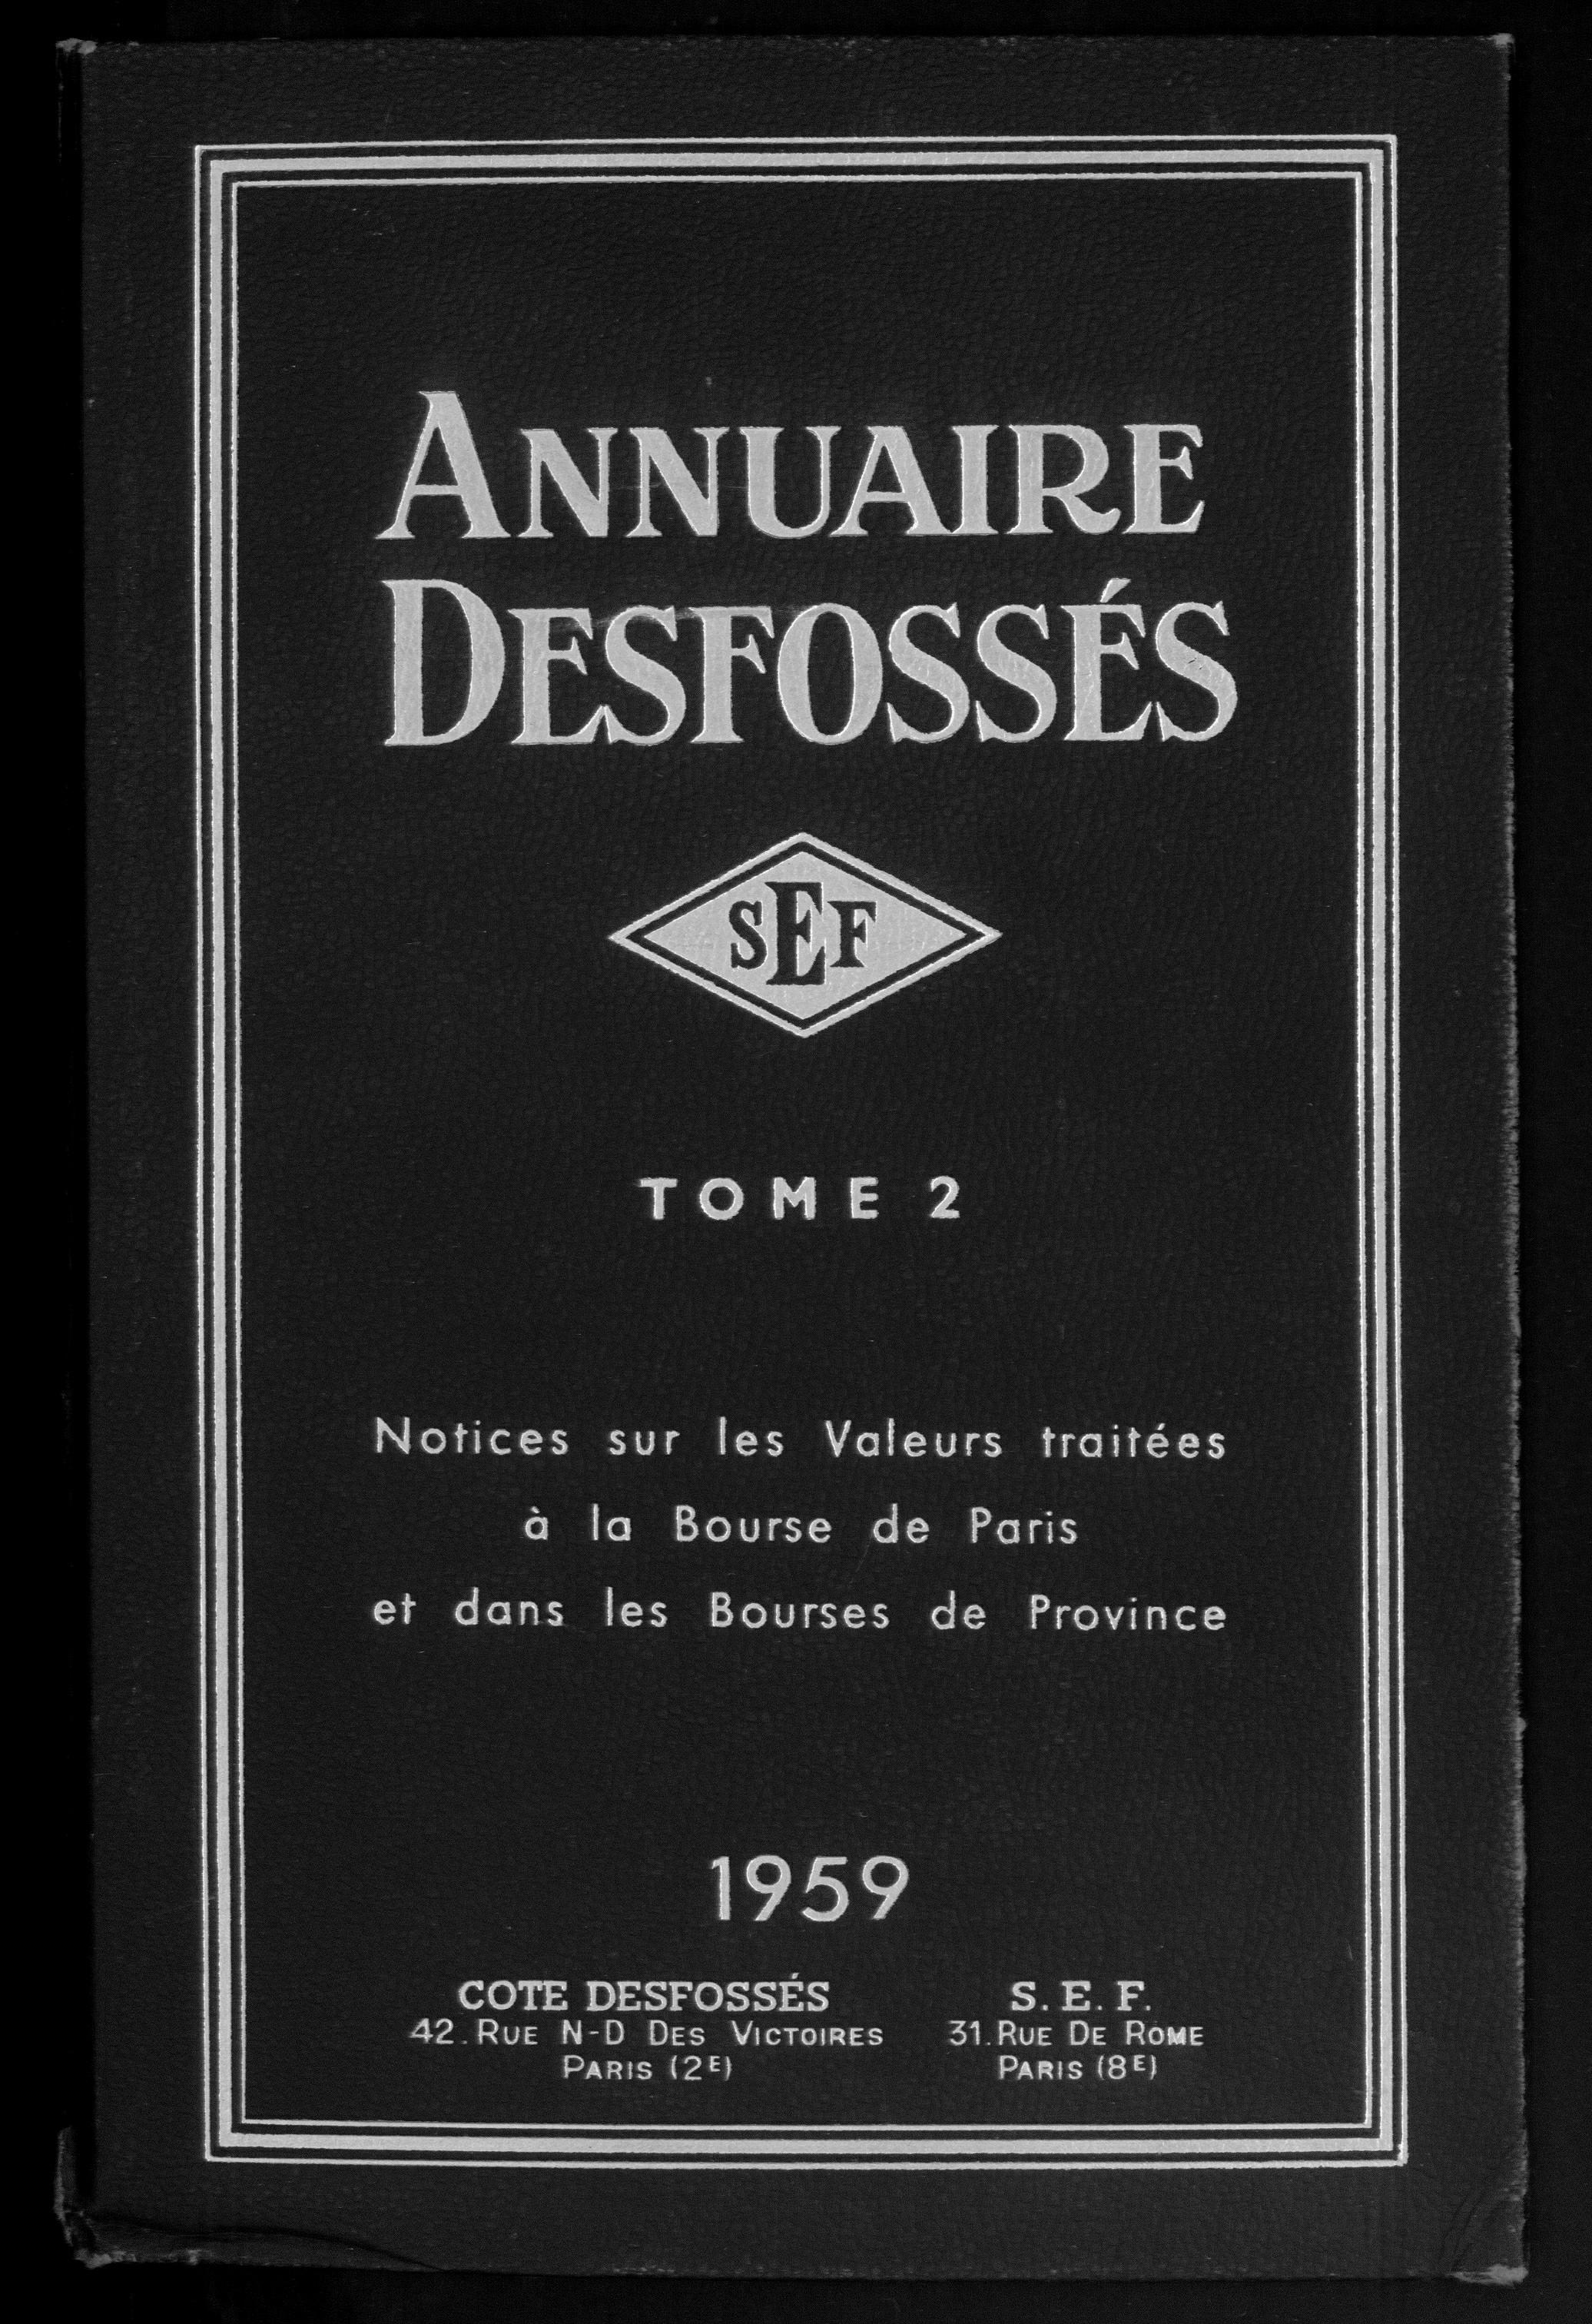 ANNUAIRE
DESFOSSÉS
SEF
TOME 2
Notices sur les Valeurs traitées
à la Bourse de Paris
et dans les Bourses de Province
1959
COTE DESFOSSÉS
42. RUE N-D DES VICTOIRES
PARIS (2E)
S. E. F.
31. RUE DE ROME
PARIS (8E)